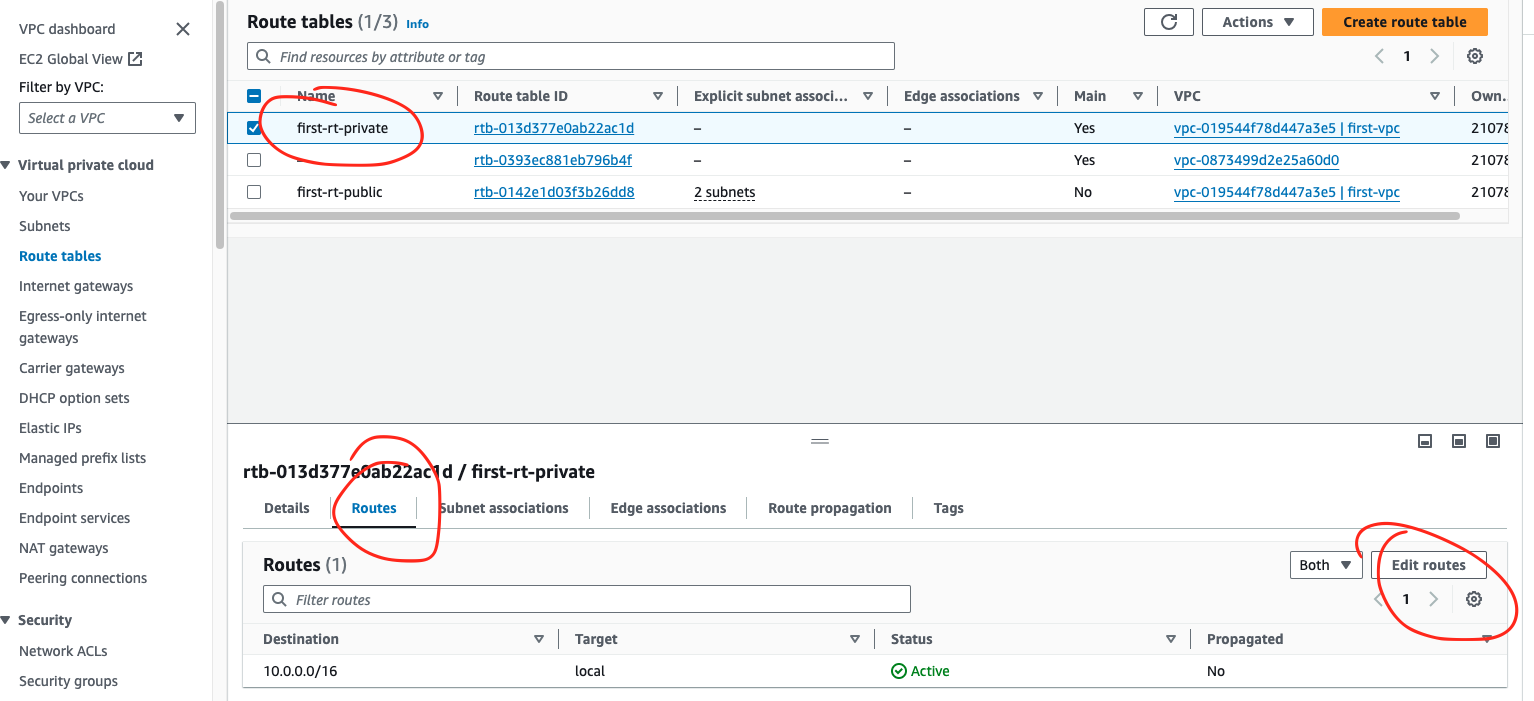 VPC dashboard
EC2 Global View
Filter by VPC:
Select a VPC
Virtual private cloud
Your VPCs
Subnets
Route tables
Internet gateways
Egress-only internet
gateways
Carrier gateways
DHCP option sets
Elastic IPs
Managed prefix lists
Endpoints
Endpoint services
NAT gateways
Peering connections
Security
Network ACLs
Security groups
Route tables (1/3) Info
Actions
Create route table
Find resources by attribute or tag
1
Name Route table ID Explicit subnet associ... Edge associations Main VPC Own...
first-rt-private rtb-013d377e0ab22ac1d – – Yes vpc-019544f78d447a3e5 | first-vpc 21078
– rtb-0393ec881eb796b4f – – Yes vpc-0873499d2e25a60d0 21078
first-rt-public rtb-0142e1d03f3b26dd8 2 subnets – No vpc-019544f78d447a3e5 | first-vpc 21078
rtb-013d377e0ab22ac1d / first-rt-private
Details Routes Subnet associations Edge associations Route propagation Tags
Routes (1)
Both
Edit routes
Filter routes
1
Destination Target Status Propagated
10.0.0.0/16 local Active No